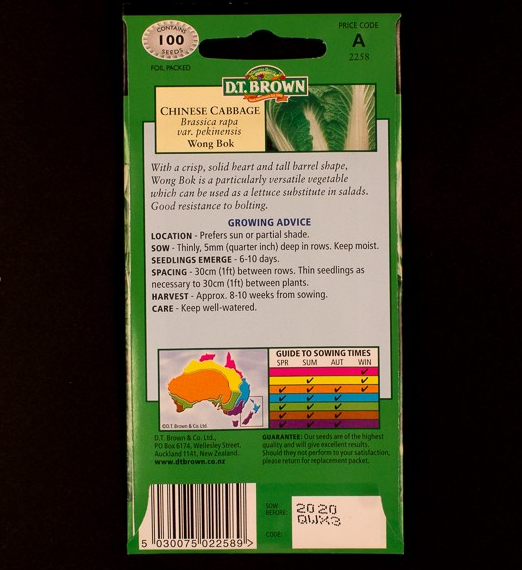 CONTAINS
100
SEEDS
FOIL PACKED
PRICE CODE
A
2258
D.T. BROWN
CHINESE CABBAGE
Brassica rapa
var. pekinensis
Wong Bok
With a crisp, solid heart and tall barrel shape,
Wong Bok is a particularly versatile vegetable
which can be used as a lettuce substitute in salads.
Good resistance to bolting.
GROWING ADVICE
LOCATION - Prefers sun or partial shade.
SOW - Thinly, 5mm (quarter inch) deep in rows. Keep moist.
SEEDLINGS EMERGE - 6-10 days.
SPACING - 30cm (1ft) between rows. Thin seedlings as
necessary to 30cm (1ft) between plants.
HARVEST - Approx. 8-10 weeks from sowing.
CARE - Keep well-watered.
GUIDE TO SOWING TIMES
SPR SUM AUT WIN
©D.T. Brown & Co. Ltd
D.T. Brown & Co. Ltd.,
PO Box 6174, Wellesley Street,
Auckland 1141, New Zealand.
www.dtbrown.co.nz
GUARANTEE: Our seeds are of the highest
quality and will give excellent results.
Should they not perform to your satisfaction,
please return for replacement packet.
SOW
BEFORE:
2020
QWX3
CODE:
5 030075 022589 >